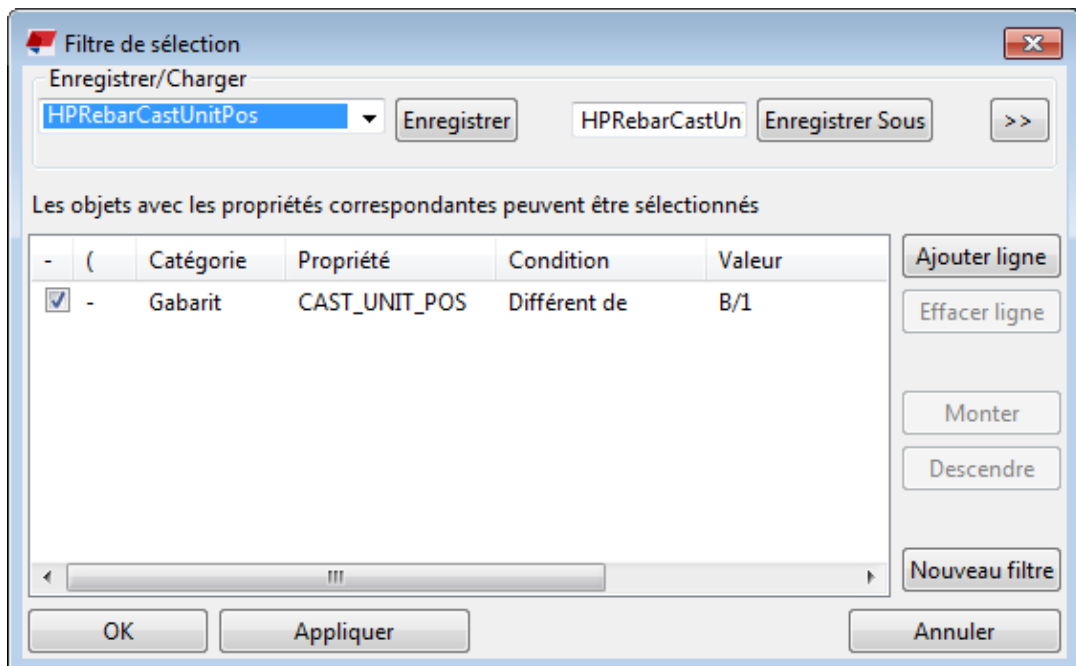 Filtre de sélection
Enregistrer/Charger
HPRebarCastUnitPos Enregistrer HPRebarCastUn Enregistrer Sous >>
Les objets avec les propriétés correspondantes peuvent être sélectionnés
- ( Catégorie Propriété Condition Valeur
- Gabarit CAST_UNIT_POS Différent de B/1
Ajouter ligne
Effacer ligne
Monter
Descendre
Nouveau filtre
OK Appliquer Annuler